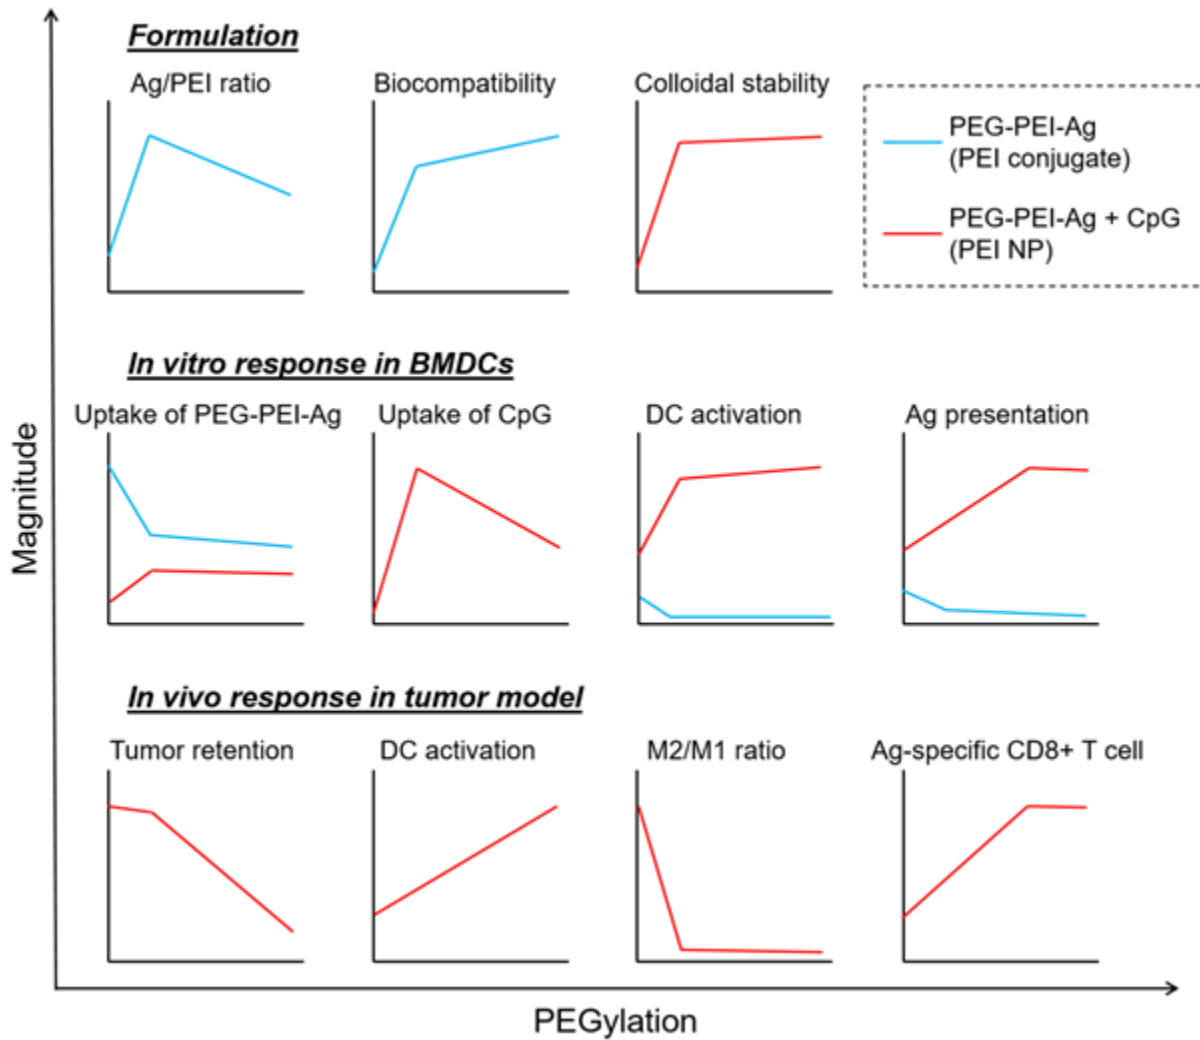 Formulation
Ag/PEI ratio
Biocompatibility
Colloidal stability
PEG-PEI-Ag
(PEI conjugate)
PEG-PEI-Ag + CpG
(PEI NP)
In vitro response in BMDCs
Uptake of PEG-PEI-Ag
Uptake of CpG
DC activation
Ag presentation
In vivo response in tumor model
Tumor retention
DC activation
M2/M1 ratio
Ag-specific CD8+ T cell
Magnitude
PEGylation